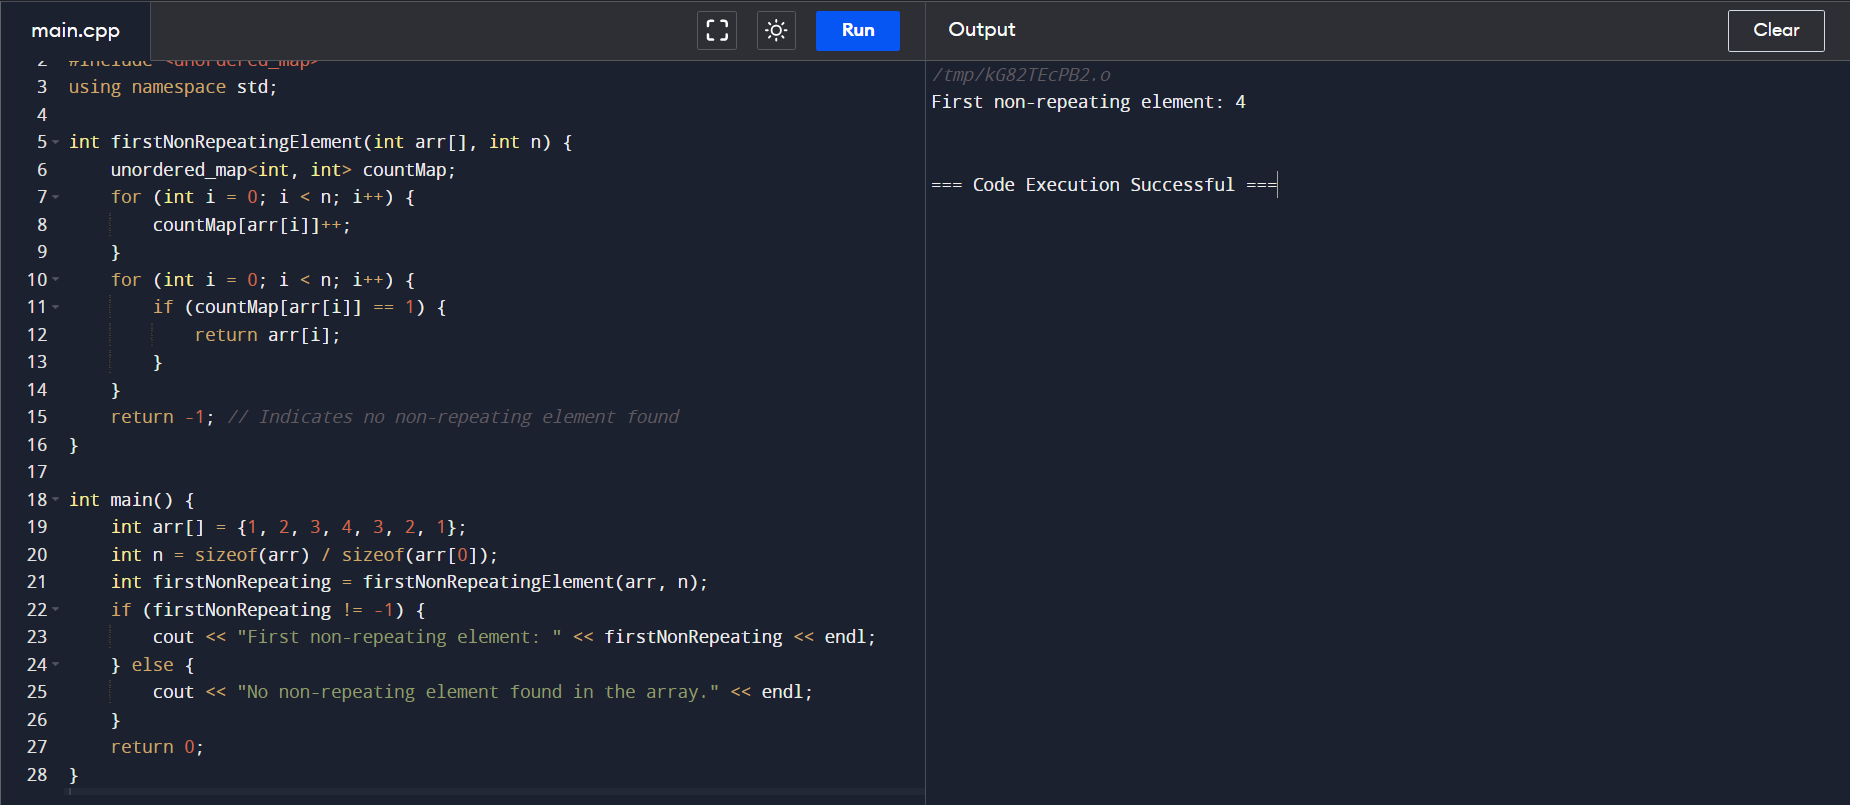 main.cpp
Run
Output
Clear
2 #include <unordered_map>
3 using namespace std;
4
5 int firstNonRepeatingElement(int arr[], int n) {
6     unordered_map<int, int> countMap;
7     for (int i = 0; i < n; i++) {
8         countMap[arr[i]]++;
9     }
10     for (int i = 0; i < n; i++) {
11         if (countMap[arr[i]] == 1) {
12             return arr[i];
13         }
14     }
15     return -1; // Indicates no non-repeating element found
16 }
17
18 int main() {
19     int arr[] = {1, 2, 3, 4, 3, 2, 1};
20     int n = sizeof(arr) / sizeof(arr[0]);
21     int firstNonRepeating = firstNonRepeatingElement(arr, n);
22     if (firstNonRepeating != -1) {
23         cout << "First non-repeating element: " << firstNonRepeating << endl;
24     } else {
25         cout << "No non-repeating element found in the array." << endl;
26     }
27     return 0;
28 }
/tmp/kG82TEcPB2.o
First non-repeating element: 4
=== Code Execution Successful ===